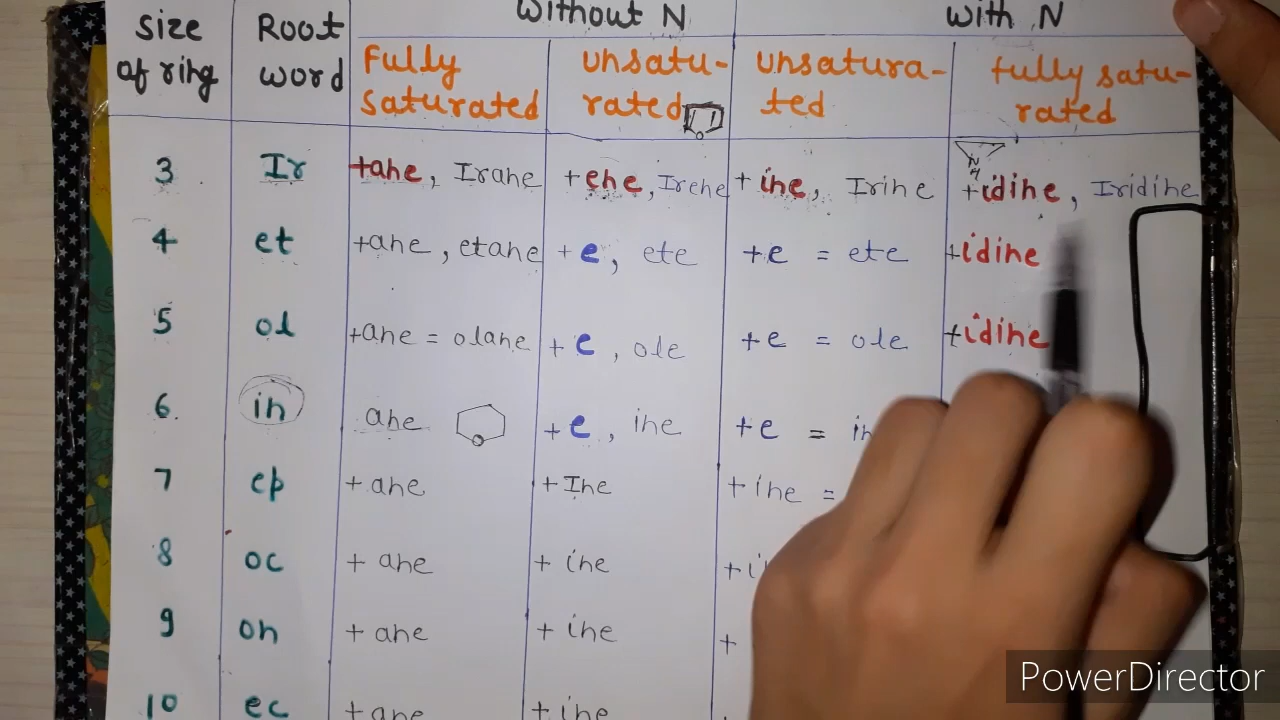 size of ring Root word Without N with N
Fully saturated unsatu-rated unsatura-ted fully satu-rated
3 Ir +ane, Irane +ene, Irene +ine, Irine +idine, Iridine
N
H
4 et +ane, etane +e, ete +e = ete +idine
5 ol +ane = olane +e, ole +e = ole +idine
6. in ane +e, ine +e =
7 ep +ane +Ine +ine =
8 oc +ane +ine
9 on +ane +ine +
10 ec +ane +ine
PowerDirector